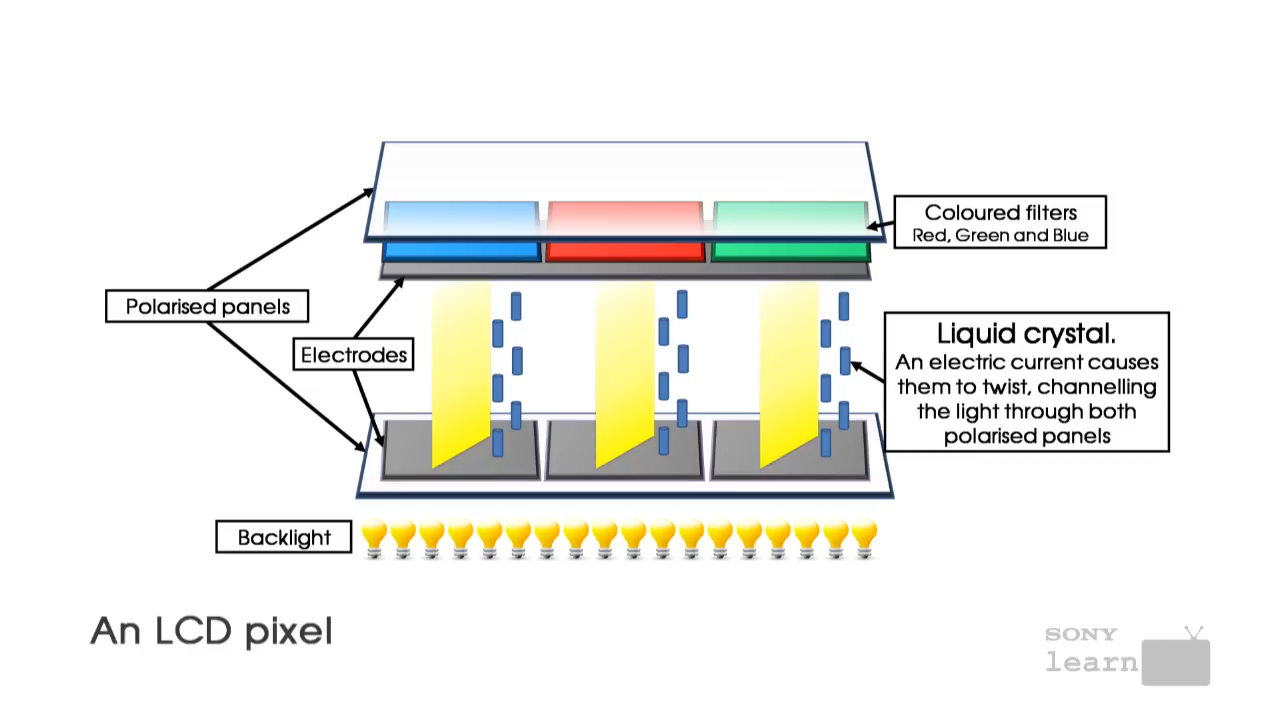 Coloured filters
Red, Green and Blue
Polarised panels
Electrodes
Liquid crystal.
An electric current causes
them to twist, channelling
the light through both
polarised panels
Backlight
An LCD pixel
SONY
learn